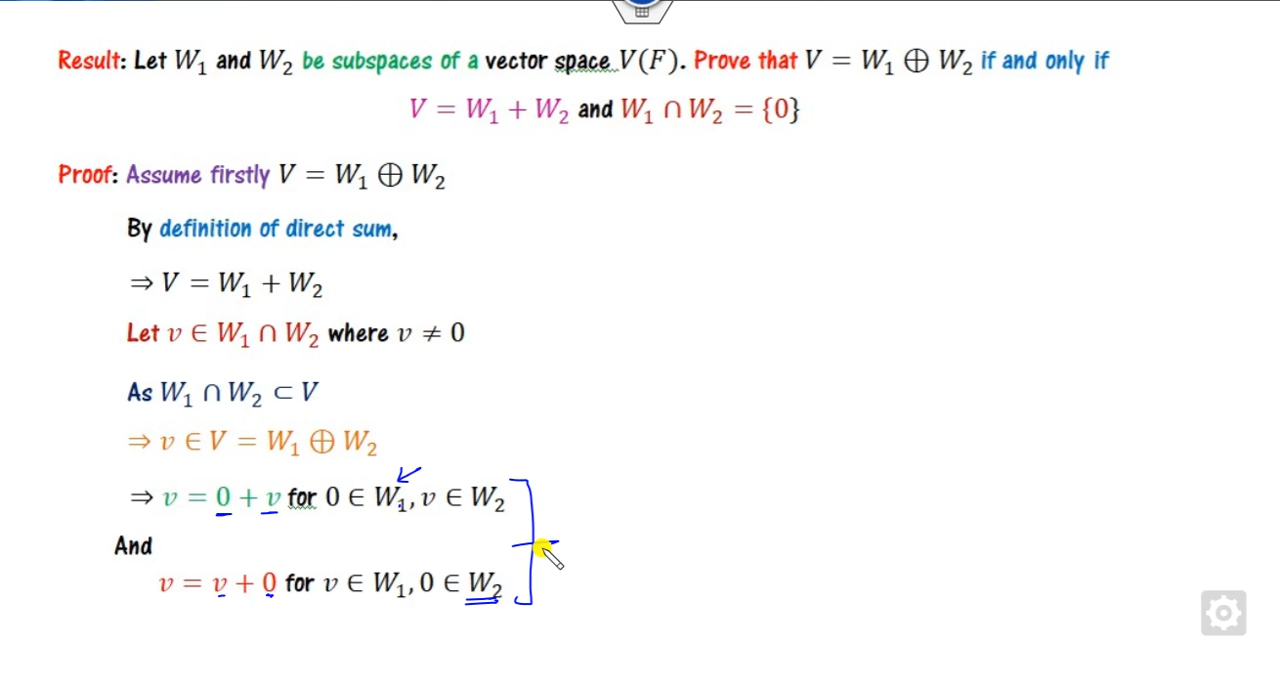 Result: Let W₁ and W₂ be subspaces of a vector space V(F). Prove that V = W₁ ⊕ W₂ if and only if
V = W₁ + W₂ and W₁ ∩ W₂ = {0}
Proof: Assume firstly V = W₁ ⊕ W₂
By definition of direct sum,
⇒ V = W₁ + W₂
Let v ∈ W₁ ∩ W₂ where v ≠ 0
As W₁ ∩ W₂ ⊂ V
⇒ v ∈ V = W₁ ⊕ W₂
⇒ v = 0 + v for 0 ∈ W₁, v ∈ W₂
And
v = v + 0 for v ∈ W₁, 0 ∈ W₂